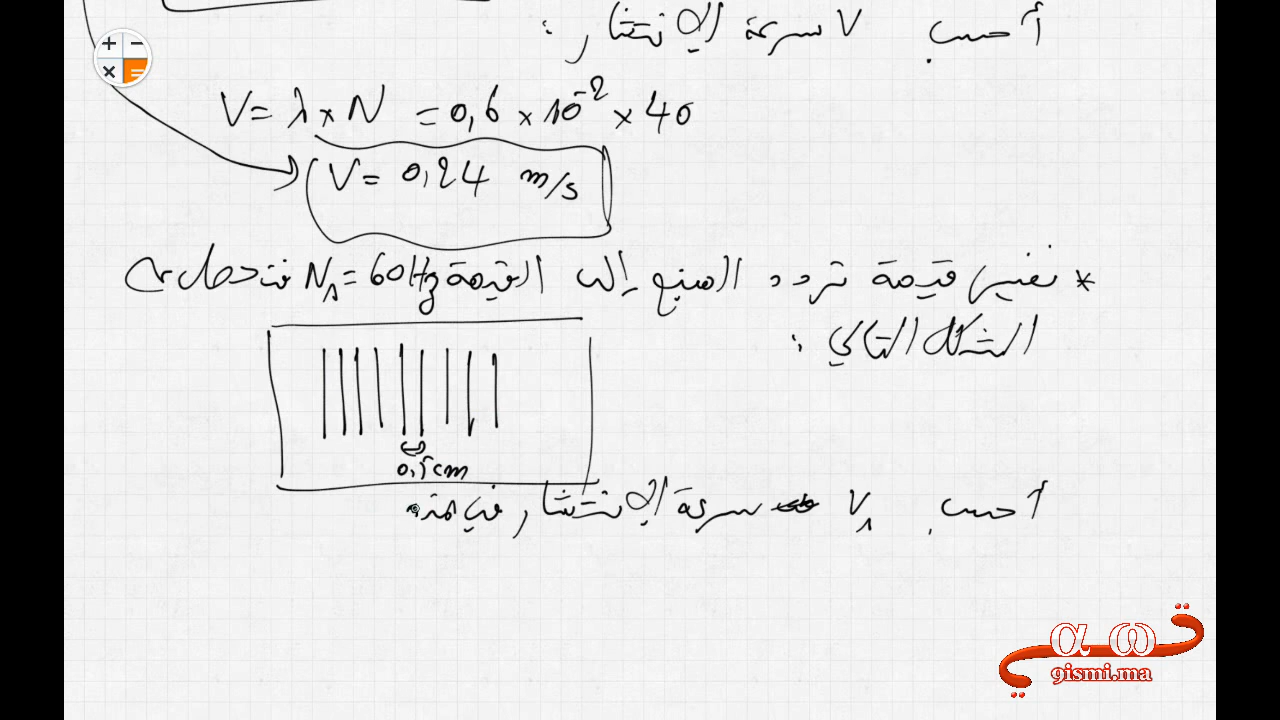 أحسب V سرعة الانتشار :
V = λ × N = 0,6 × 10⁻² × 40
V = 0,24 m/s
* نغير قيمة تردد المنبع إلى القيمة N₁ = 60Hz فنحصل على
الشكل التالي :
0,5cm
أحسب V₁ سرعة الانتشار في هذه
α ω
gismi.ma